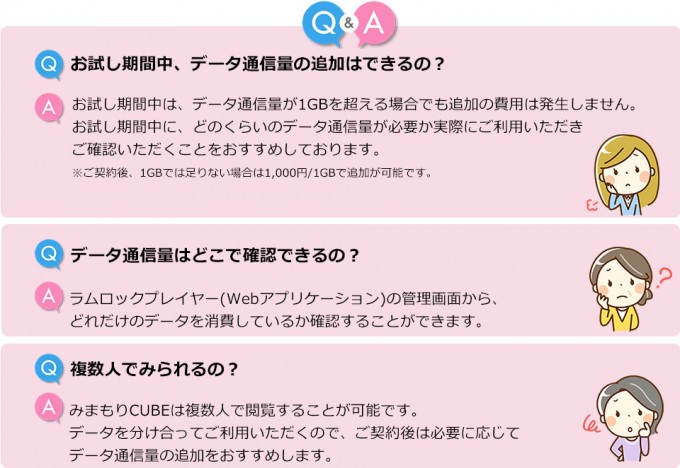 Q & A
Q お試し期間中、データ通信量の追加はできるの？
A お試し期間中は、データ通信量が1GBを超える場合でも追加の費用は発生しません。
お試し期間中に、どのくらいのデータ通信量が必要か実際にご利用いただき
ご確認いただくことをおすすめしております。
※ご契約後、1GBでは足りない場合は1,000円/1GBで追加が可能です。
Q データ通信量はどこで確認できるの？
A ラムロックプレイヤー(Webアプリケーション)の管理画面から、
どれだけのデータを消費しているか確認することができます。
?
Q 複数人でみられるの？
A みまもりCUBEは複数人で閲覧することが可能です。
データを分け合ってご利用いただくので、ご契約後は必要に応じて
データ通信量の追加をおすすめします。